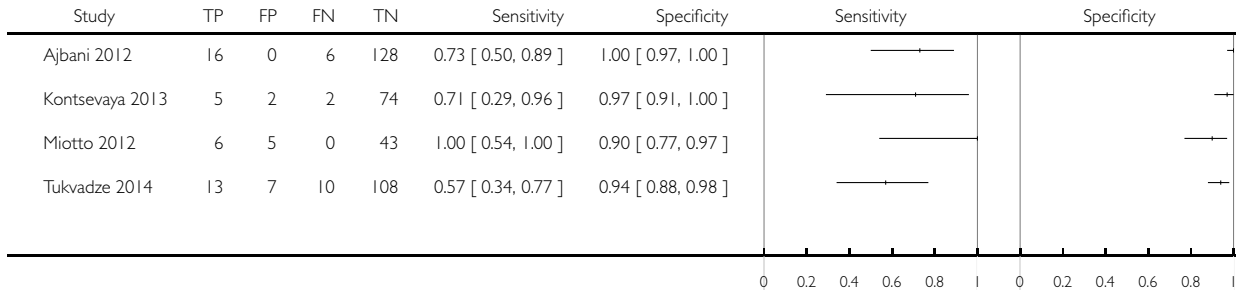 Study TP FP FN TN Sensitivity Specificity Sensitivity Specificity
Ajbani 2012 16 0 6 128 0.73 [ 0.50, 0.89 ] 1.00 [ 0.97, 1.00 ]
Kontsevaya 2013 5 2 2 74 0.71 [ 0.29, 0.96 ] 0.97 [ 0.91, 1.00 ]
Miotto 2012 6 5 0 43 1.00 [ 0.54, 1.00 ] 0.90 [ 0.77, 0.97 ]
Tukvadze 2014 13 7 10 108 0.57 [ 0.34, 0.77 ] 0.94 [ 0.88, 0.98 ]
0 0.2 0.4 0.6 0.8 1 0 0.2 0.4 0.6 0.8 1